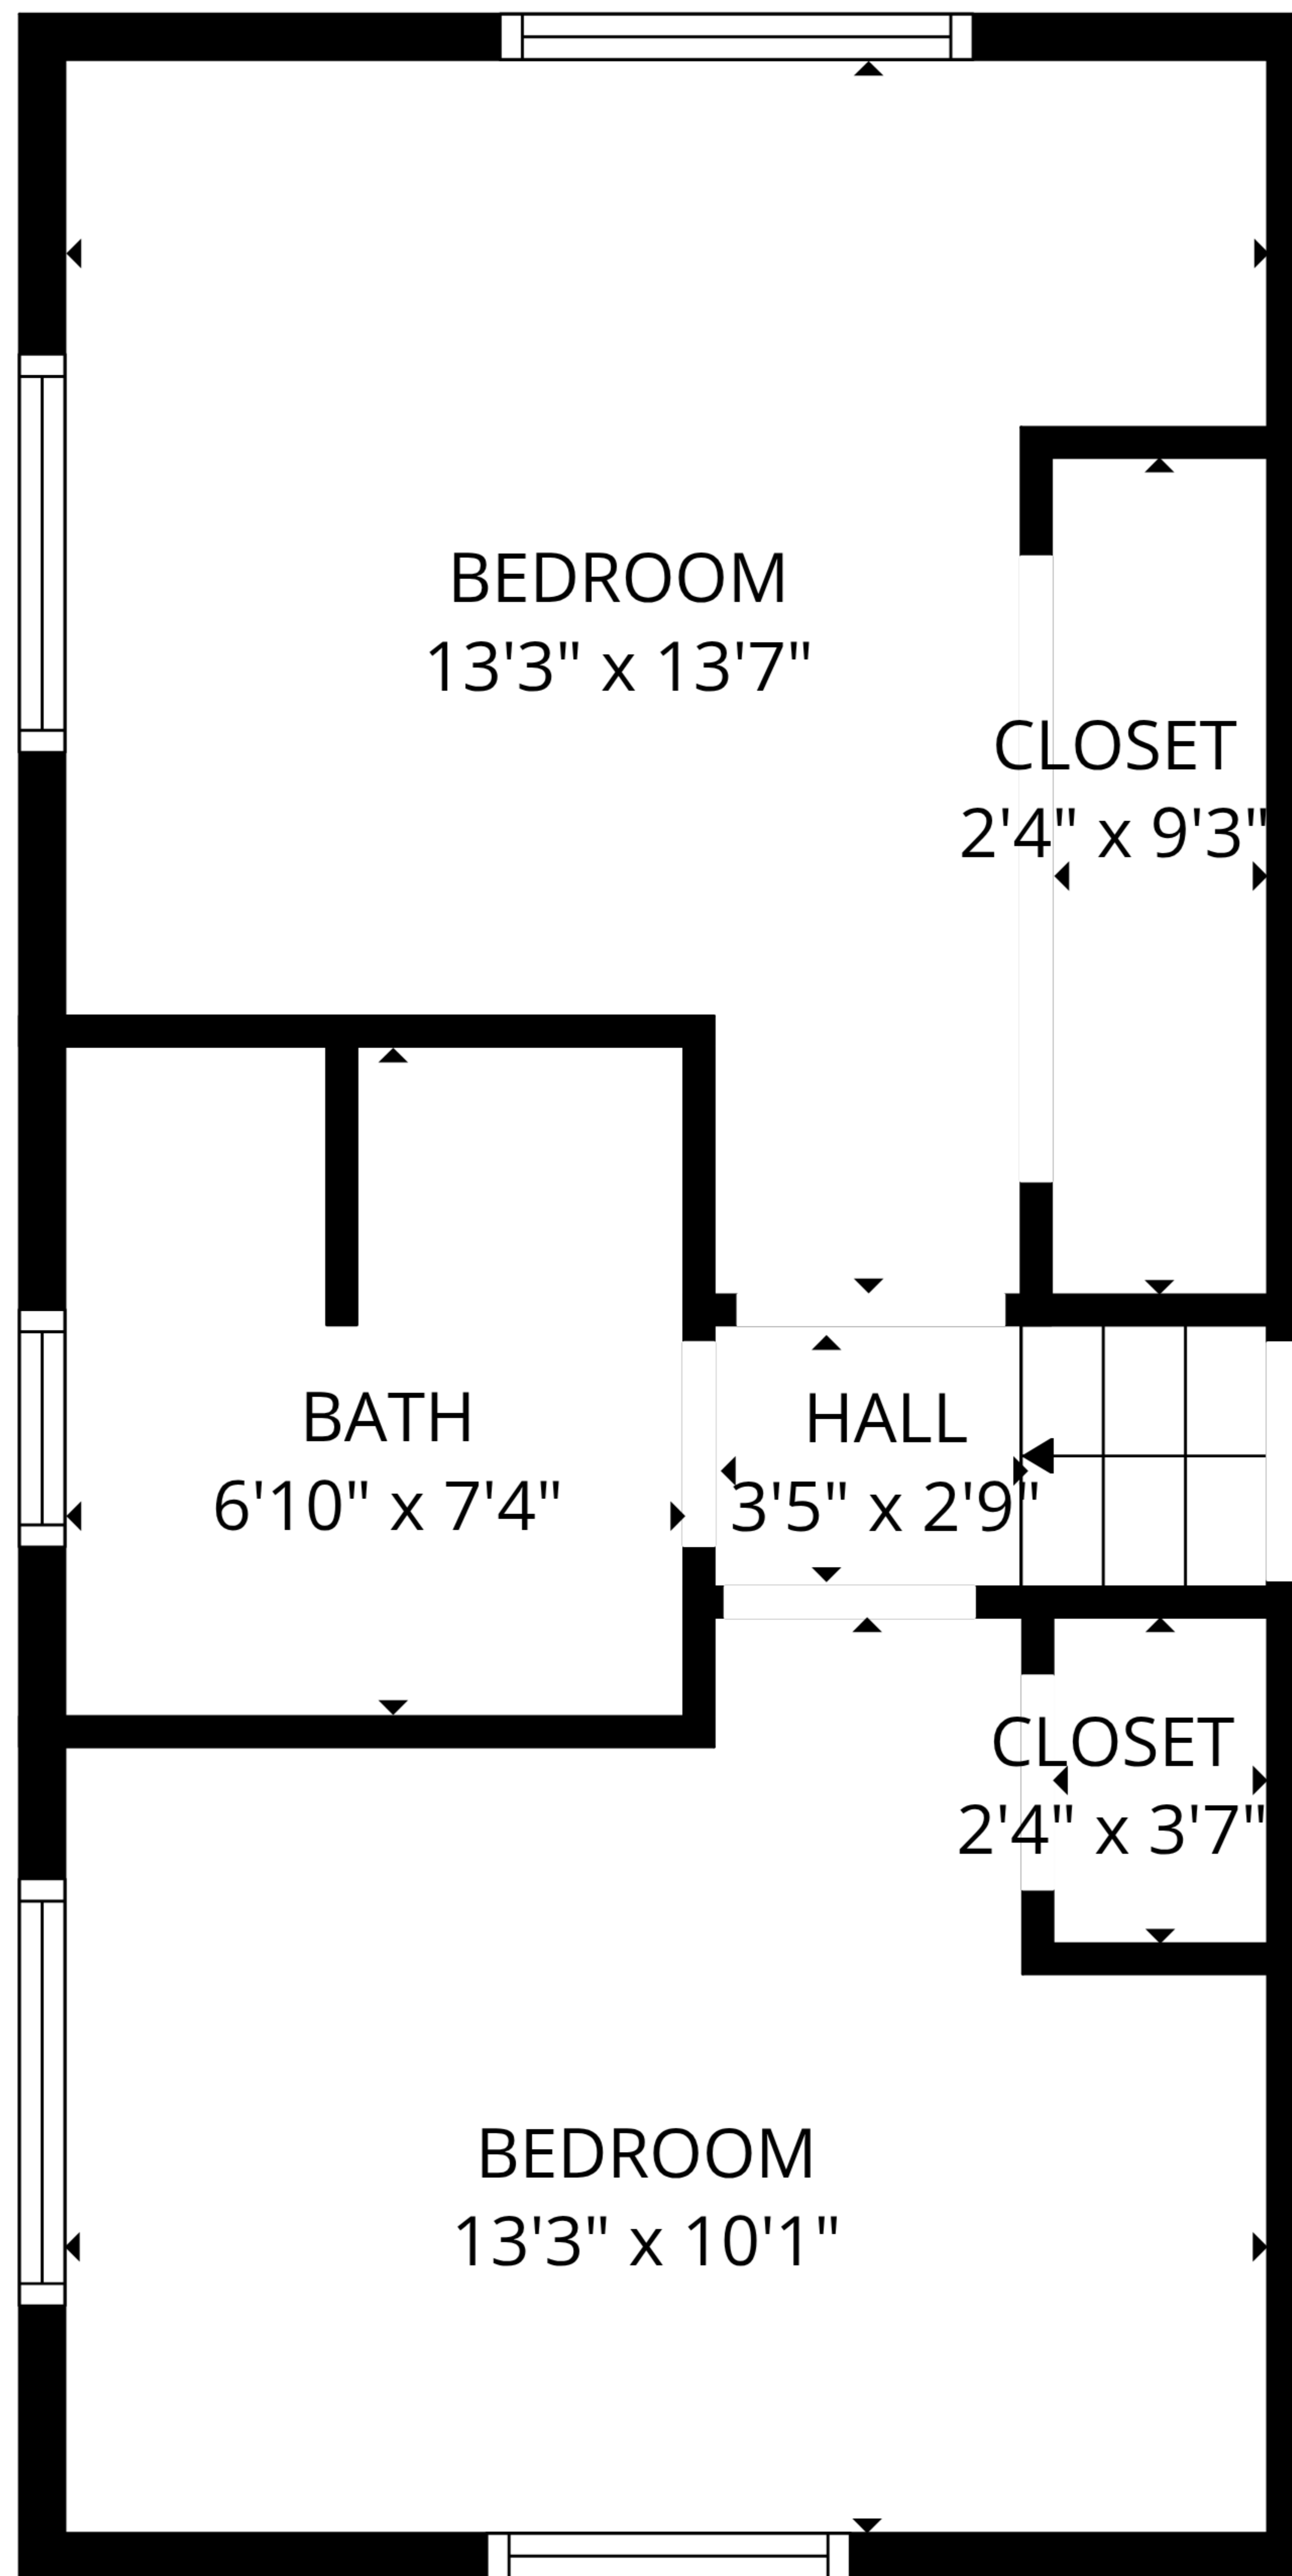 BEDROOM
13'3" x 13'7"
CLOSET
2'4" x 9'3"
BATH
6'10" x 7'4"
HALL
3'5" x 2'9"
CLOSET
2'4" x 3'7"
BEDROOM
13'3" x 10'1"